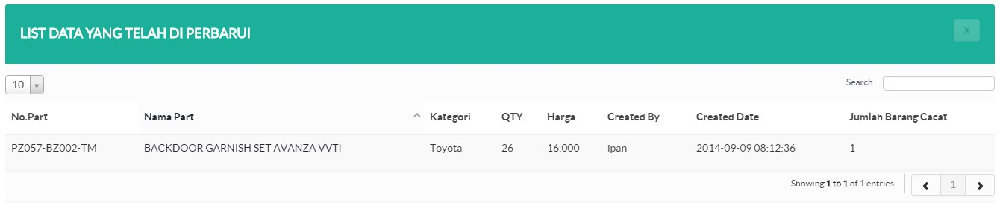 LIST DATA YANG TELAH DI PERBARUI X
10 Search:
No.Part Nama Part Kategori QTY Harga Created By Created Date Jumlah Barang Cacat
PZ057-BZ002-TM BACKDOOR GARNISH SET AVANZA VVTI Toyota 26 16.000 ipan 2014-09-09 08:12:36 1
Showing 1 to 1 of 1 entries 1